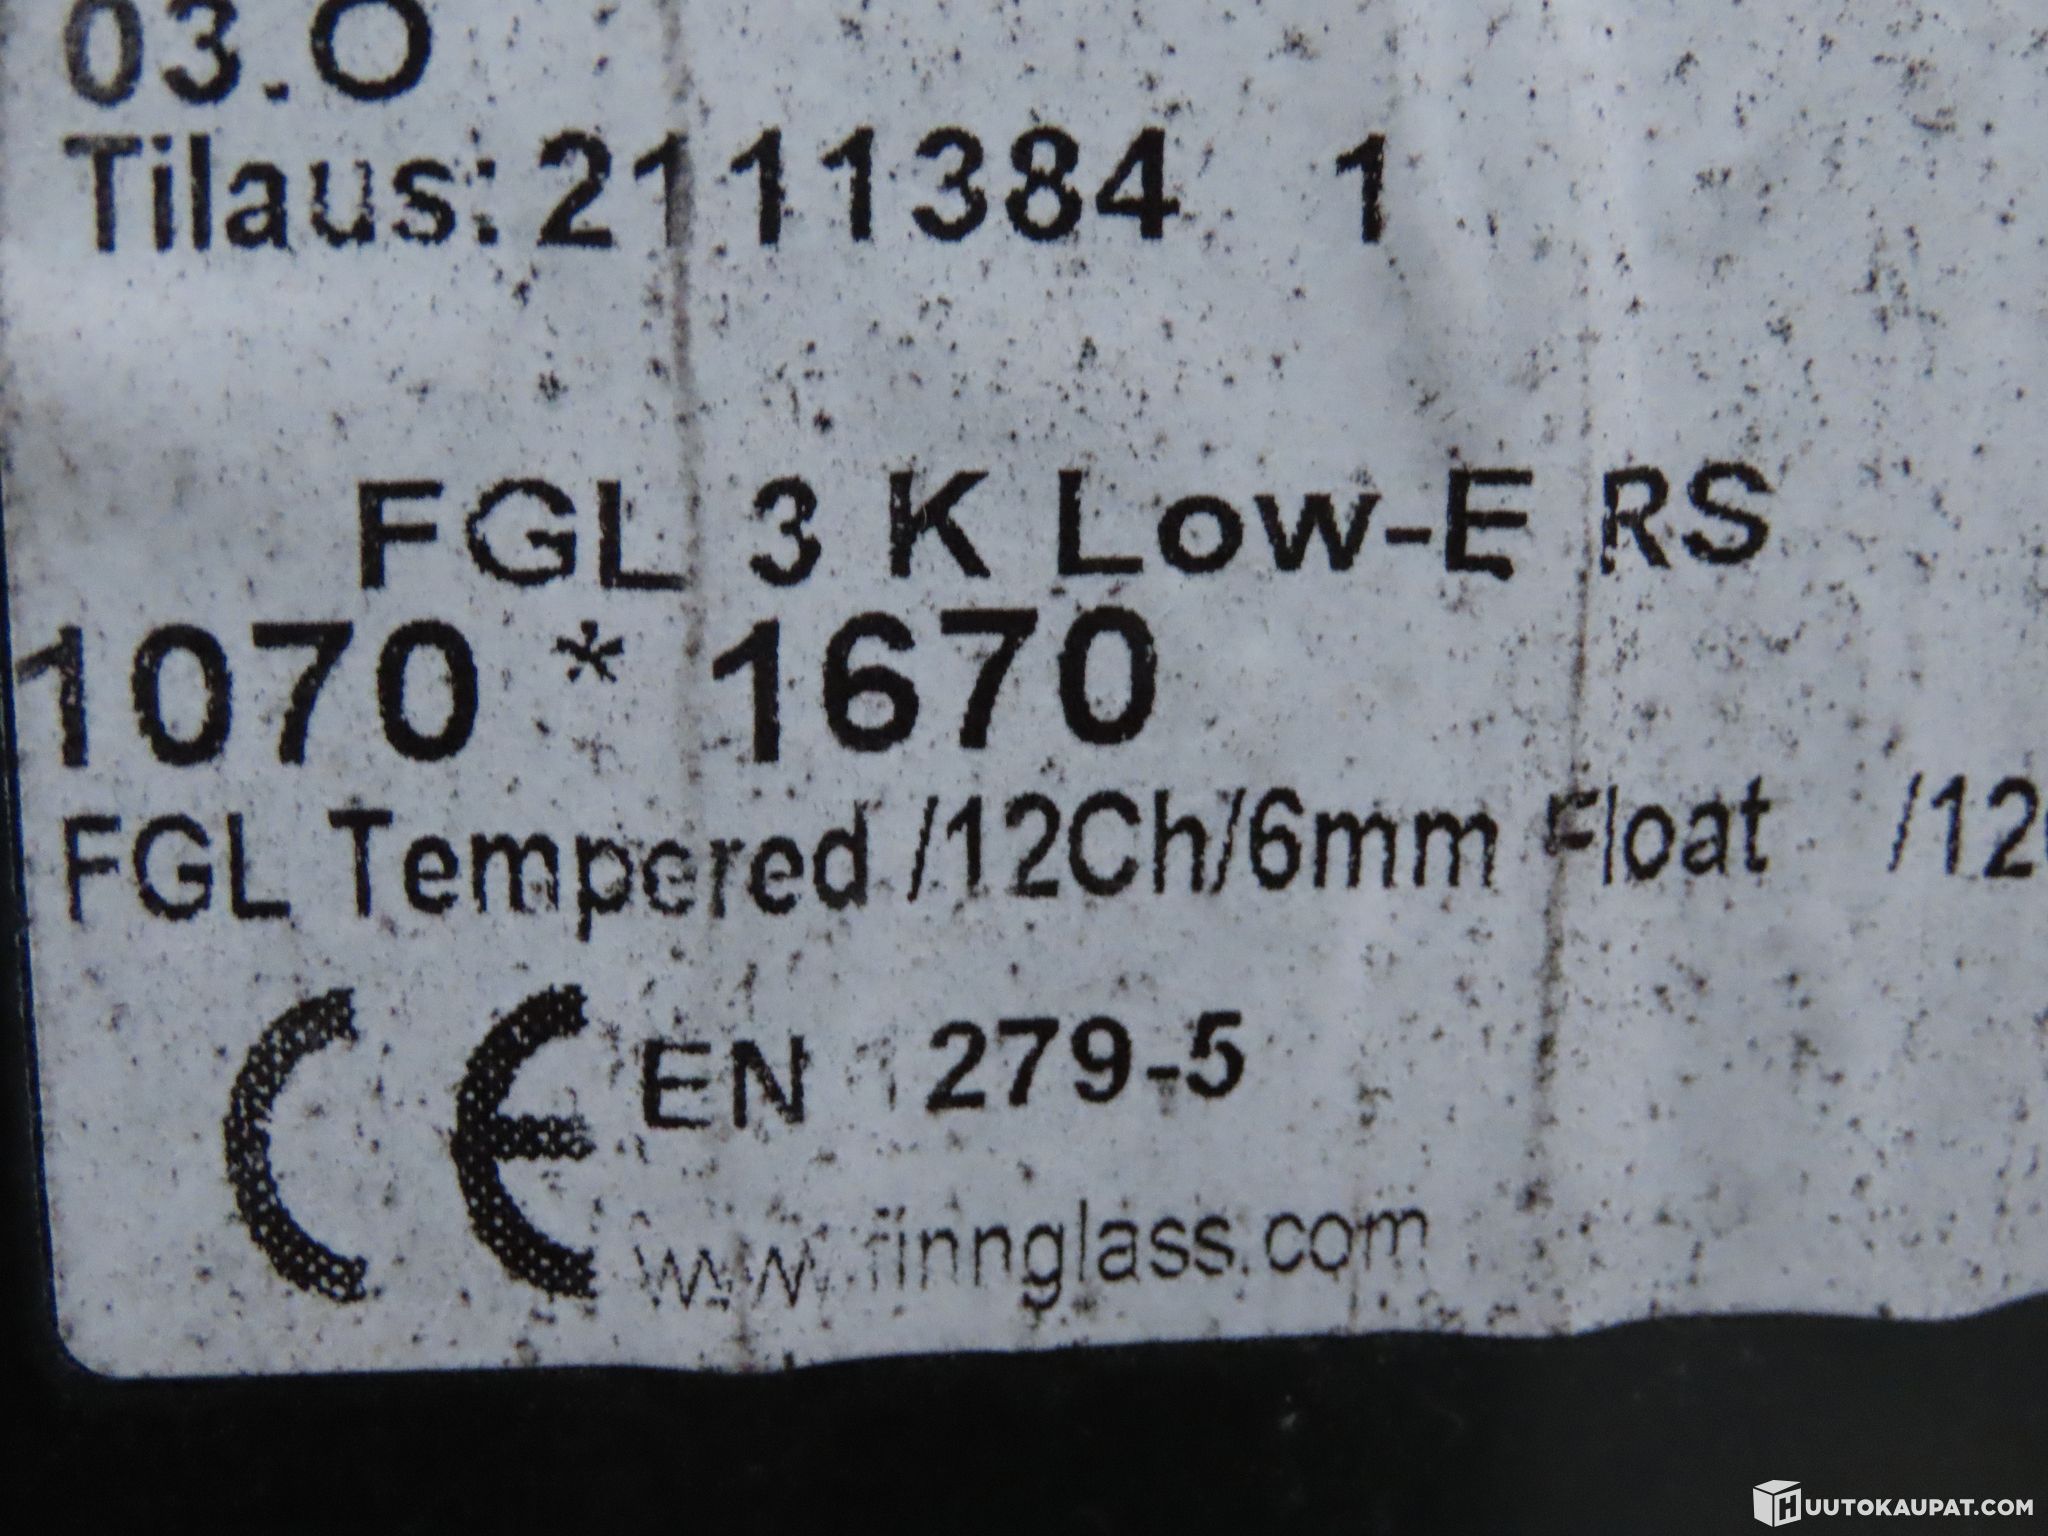 03.O
Tilaus: 2111384 1
FGL 3 K Low-E RS
1070 * 1670
FGL Tempered /12Ch/6mm Float /12
CE EN 1279-5
www.finnglass.com
HUUTOKAUPAT.COM